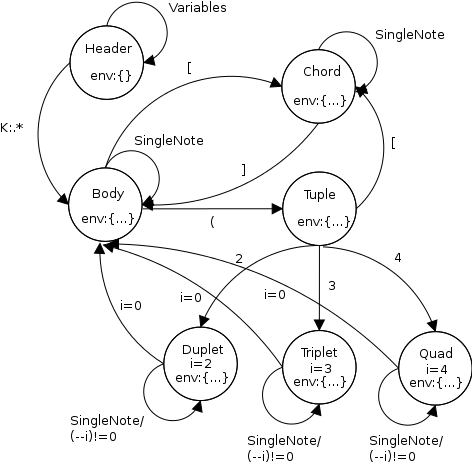 Variables
Header
env:{}
[
Chord
env:{...}
SingleNote
K:.*
SingleNote
]
[
Body
env:{...}
(
Tuple
env:{...}
2
3
4
i=0
i=0
i=0
Duplet
i=2
env:{...}
Triplet
i=3
env:{...}
Quad
i=4
env:{...}
SingleNote/
(--i)!=0
SingleNote/
(--i)!=0
SingleNote/
(--i)!=0